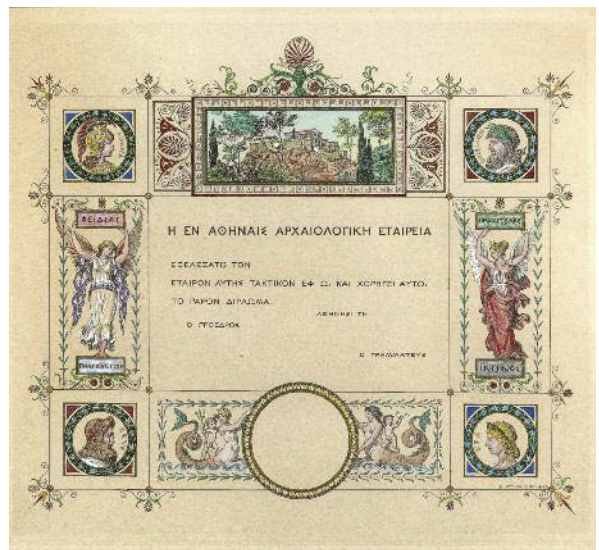 ΦΕΙΔΙΑΣ
ΠΡΑΞΙΤΕΛΗΣ
Η ΕΝ ΑΘΗΝΑΙΣ ΑΡΧΑΙΟΛΟΓΙΚΗ ΕΤΑΙΡΕΙΑ
ΕΞΕΛΕΞΑΤΟ ΤΟΝ
ΕΤΑΙΡΟΝ ΑΥΤΗΣ ΤΑΚΤΙΚΟΝ ΕΦ Ω, ΚΑΙ ΧΟΡΗΓΕΙ ΑΥΤΩ,
ΤΟ ΠΑΡΟΝ ΔΙΠΛΩΜΑ.
ΑΘΗΝΗΣΙ ΤΗ
Ο ΠΡΟΕΔΡΟΣ
Ο ΓΡΑΜΜΑΤΕΥΣ
ΙΚΤΙΝΟΣ